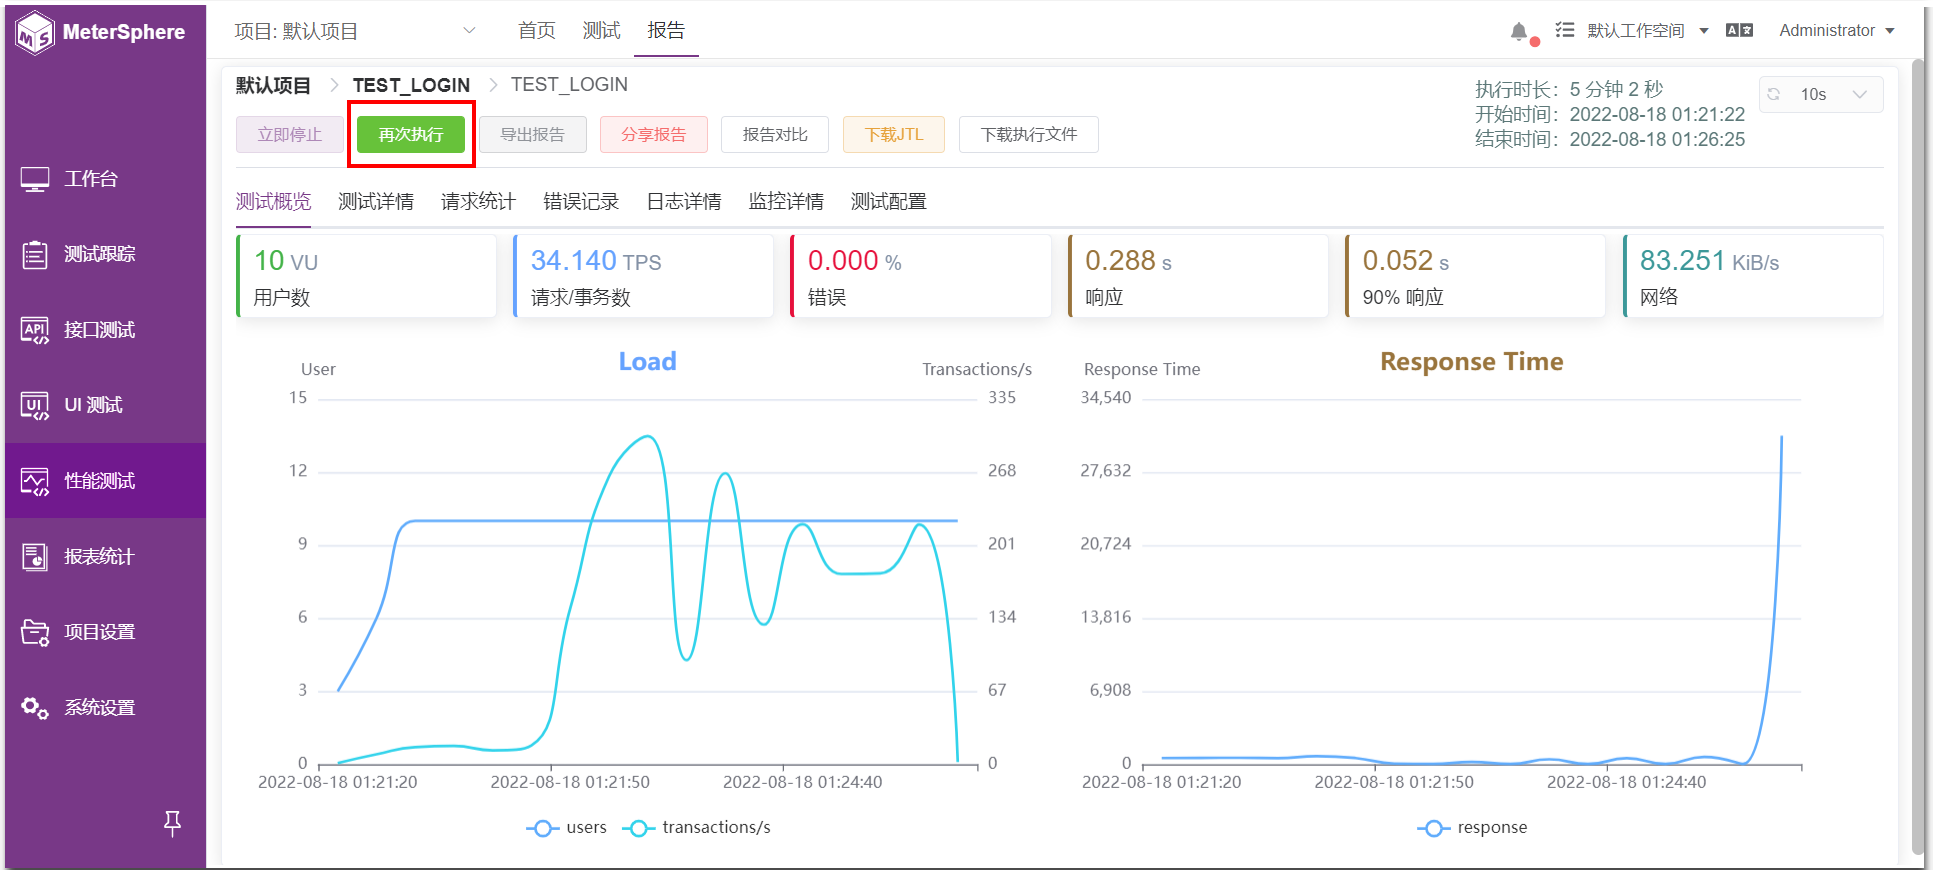 MeterSphere
项目: 默认项目
首页
测试
报告
默认工作空间
Administrator
工作台
测试跟踪
接口测试
UI 测试
性能测试
报表统计
项目设置
系统设置
默认项目 > TEST_LOGIN > TEST_LOGIN
执行时长： 5 分钟 2 秒
开始时间： 2022-08-18 01:21:22
结束时间： 2022-08-18 01:26:25
10s
立即停止
再次执行
导出报告
分享报告
报告对比
下载JTL
下载执行文件
测试概览
测试详情
请求统计
错误记录
日志详情
监控详情
测试配置
10 VU
用户数
34.140 TPS
请求/事务数
0.000 %
错误
0.288 s
响应
0.052 s
90% 响应
83.251 KiB/s
网络
Load
User
Transactions/s
15
12
9
6
3
0
335
268
201
134
67
0
2022-08-18 01:21:20
2022-08-18 01:21:50
2022-08-18 01:24:40
users
transactions/s
Response Time
Response Time
34,540
27,632
20,724
13,816
6,908
0
2022-08-18 01:21:20
2022-08-18 01:21:50
2022-08-18 01:24:40
response